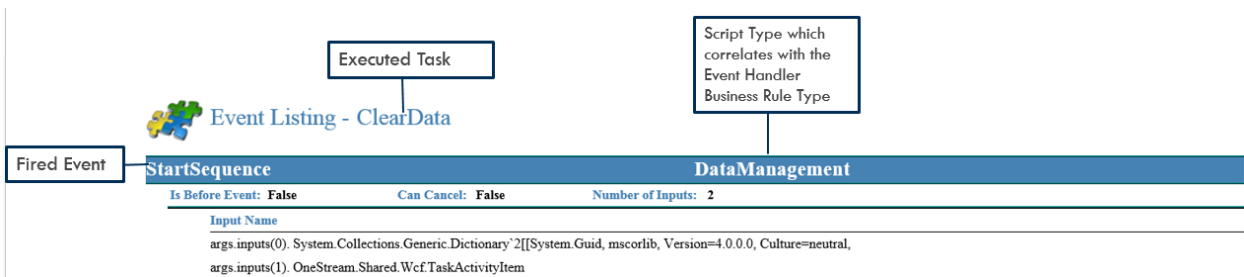 Script Type which
correlates with the
Event Handler
Business Rule Type
Executed Task
Event Listing - ClearData
Fired Event
StartSequence DataManagement
Is Before Event: False Can Cancel: False Number of Inputs: 2
Input Name
args.inputs(0). System.Collections.Generic.Dictionary`2[[System.Guid, mscorlib, Version=4.0.0.0, Culture=neutral,
args.inputs(1). OneStream.Shared.Wcf.TaskActivityItem